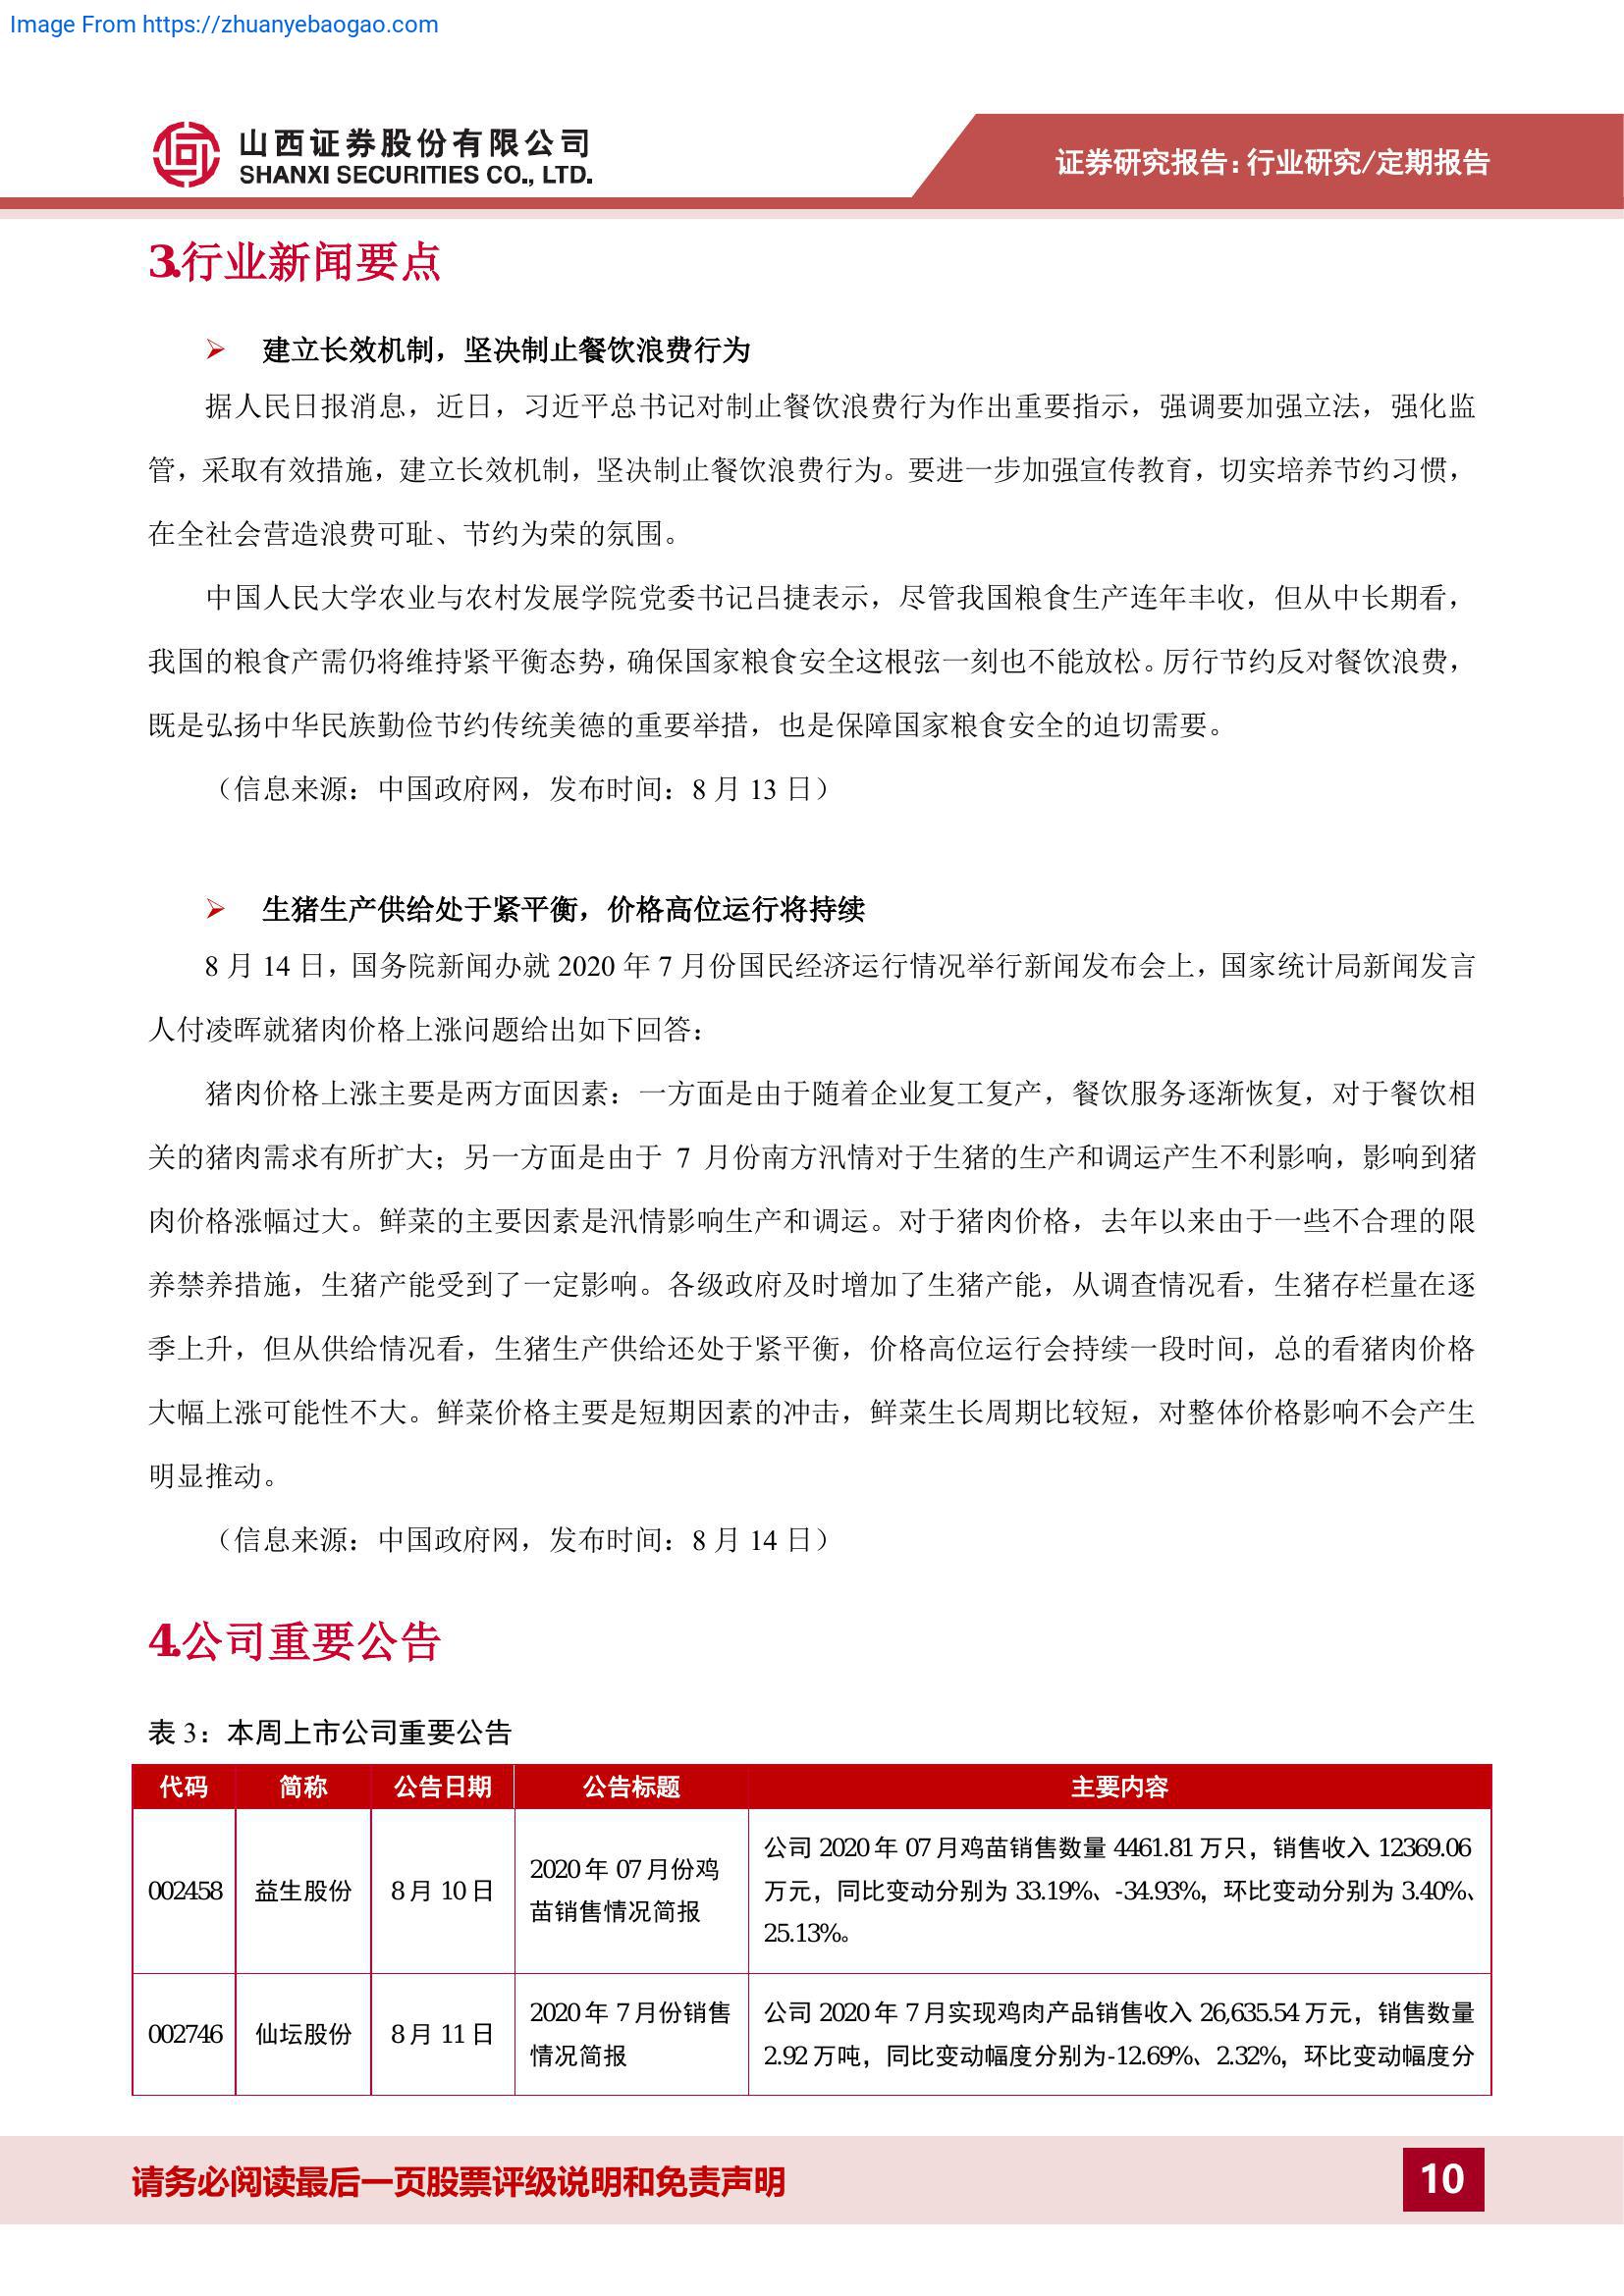 Image From https://zhuanyebaogao.com
山西证券股份有限公司
SHANXI SECURITIES CO., LTD.
证券研究报告：行业研究/定期报告
3.行业新闻要点
建立长效机制，坚决制止餐饮浪费行为
据人民日报消息，近日，习近平总书记对制止餐饮浪费行为作出重要指示，强调要加强立法，强化监
管，采取有效措施，建立长效机制，坚决制止餐饮浪费行为。要进一步加强宣传教育，切实培养节约习惯，
在全社会营造浪费可耻、节约为荣的氛围。
中国人民大学农业与农村发展学院党委书记吕捷表示，尽管我国粮食生产连年丰收，但从中长期看，
我国的粮食产需仍将维持紧平衡态势，确保国家粮食安全这根弦一刻也不能放松。厉行节约反对餐饮浪费，
既是弘扬中华民族勤俭节约传统美德的重要举措，也是保障国家粮食安全的迫切需要。
（信息来源：中国政府网，发布时间：8 月 13 日）
生猪生产供给处于紧平衡，价格高位运行将持续
8 月 14 日，国务院新闻办就 2020 年 7 月份国民经济运行情况举行新闻发布会上，国家统计局新闻发言
人付凌晖就猪肉价格上涨问题给出如下回答：
猪肉价格上涨主要是两方面因素：一方面是由于随着企业复工复产，餐饮服务逐渐恢复，对于餐饮相
关的猪肉需求有所扩大；另一方面是由于 7 月份南方汛情对于生猪的生产和调运产生不利影响，影响到猪
肉价格涨幅过大。鲜菜的主要因素是汛情影响生产和调运。对于猪肉价格，去年以来由于一些不合理的限
养禁养措施，生猪产能受到了一定影响。各级政府及时增加了生猪产能，从调查情况看，生猪存栏量在逐
季上升，但从供给情况看，生猪生产供给还处于紧平衡，价格高位运行会持续一段时间，总的看猪肉价格
大幅上涨可能性不大。鲜菜价格主要是短期因素的冲击，鲜菜生长周期比较短，对整体价格影响不会产生
明显推动。
（信息来源：中国政府网，发布时间：8 月 14 日）
4.公司重要公告
表 3：本周上市公司重要公告
代码 简称 公告日期 公告标题 主要内容
002458 益生股份 8 月 10 日
2020 年 07 月份鸡
苗销售情况简报
公司 2020 年 07 月鸡苗销售数量 4461.81 万只，销售收入 12369.06
万元，同比变动分别为 33.19%、-34.93%，环比变动分别为 3.40%、
25.13%。
002746 仙坛股份 8 月 11 日
2020 年 7 月份销售
情况简报
公司 2020 年 7 月实现鸡肉产品销售收入 26,635.54 万元，销售数量
2.92 万吨，同比变动幅度分别为-12.69%、2.32%，环比变动幅度分
请务必阅读最后一页股票评级说明和免责声明
10